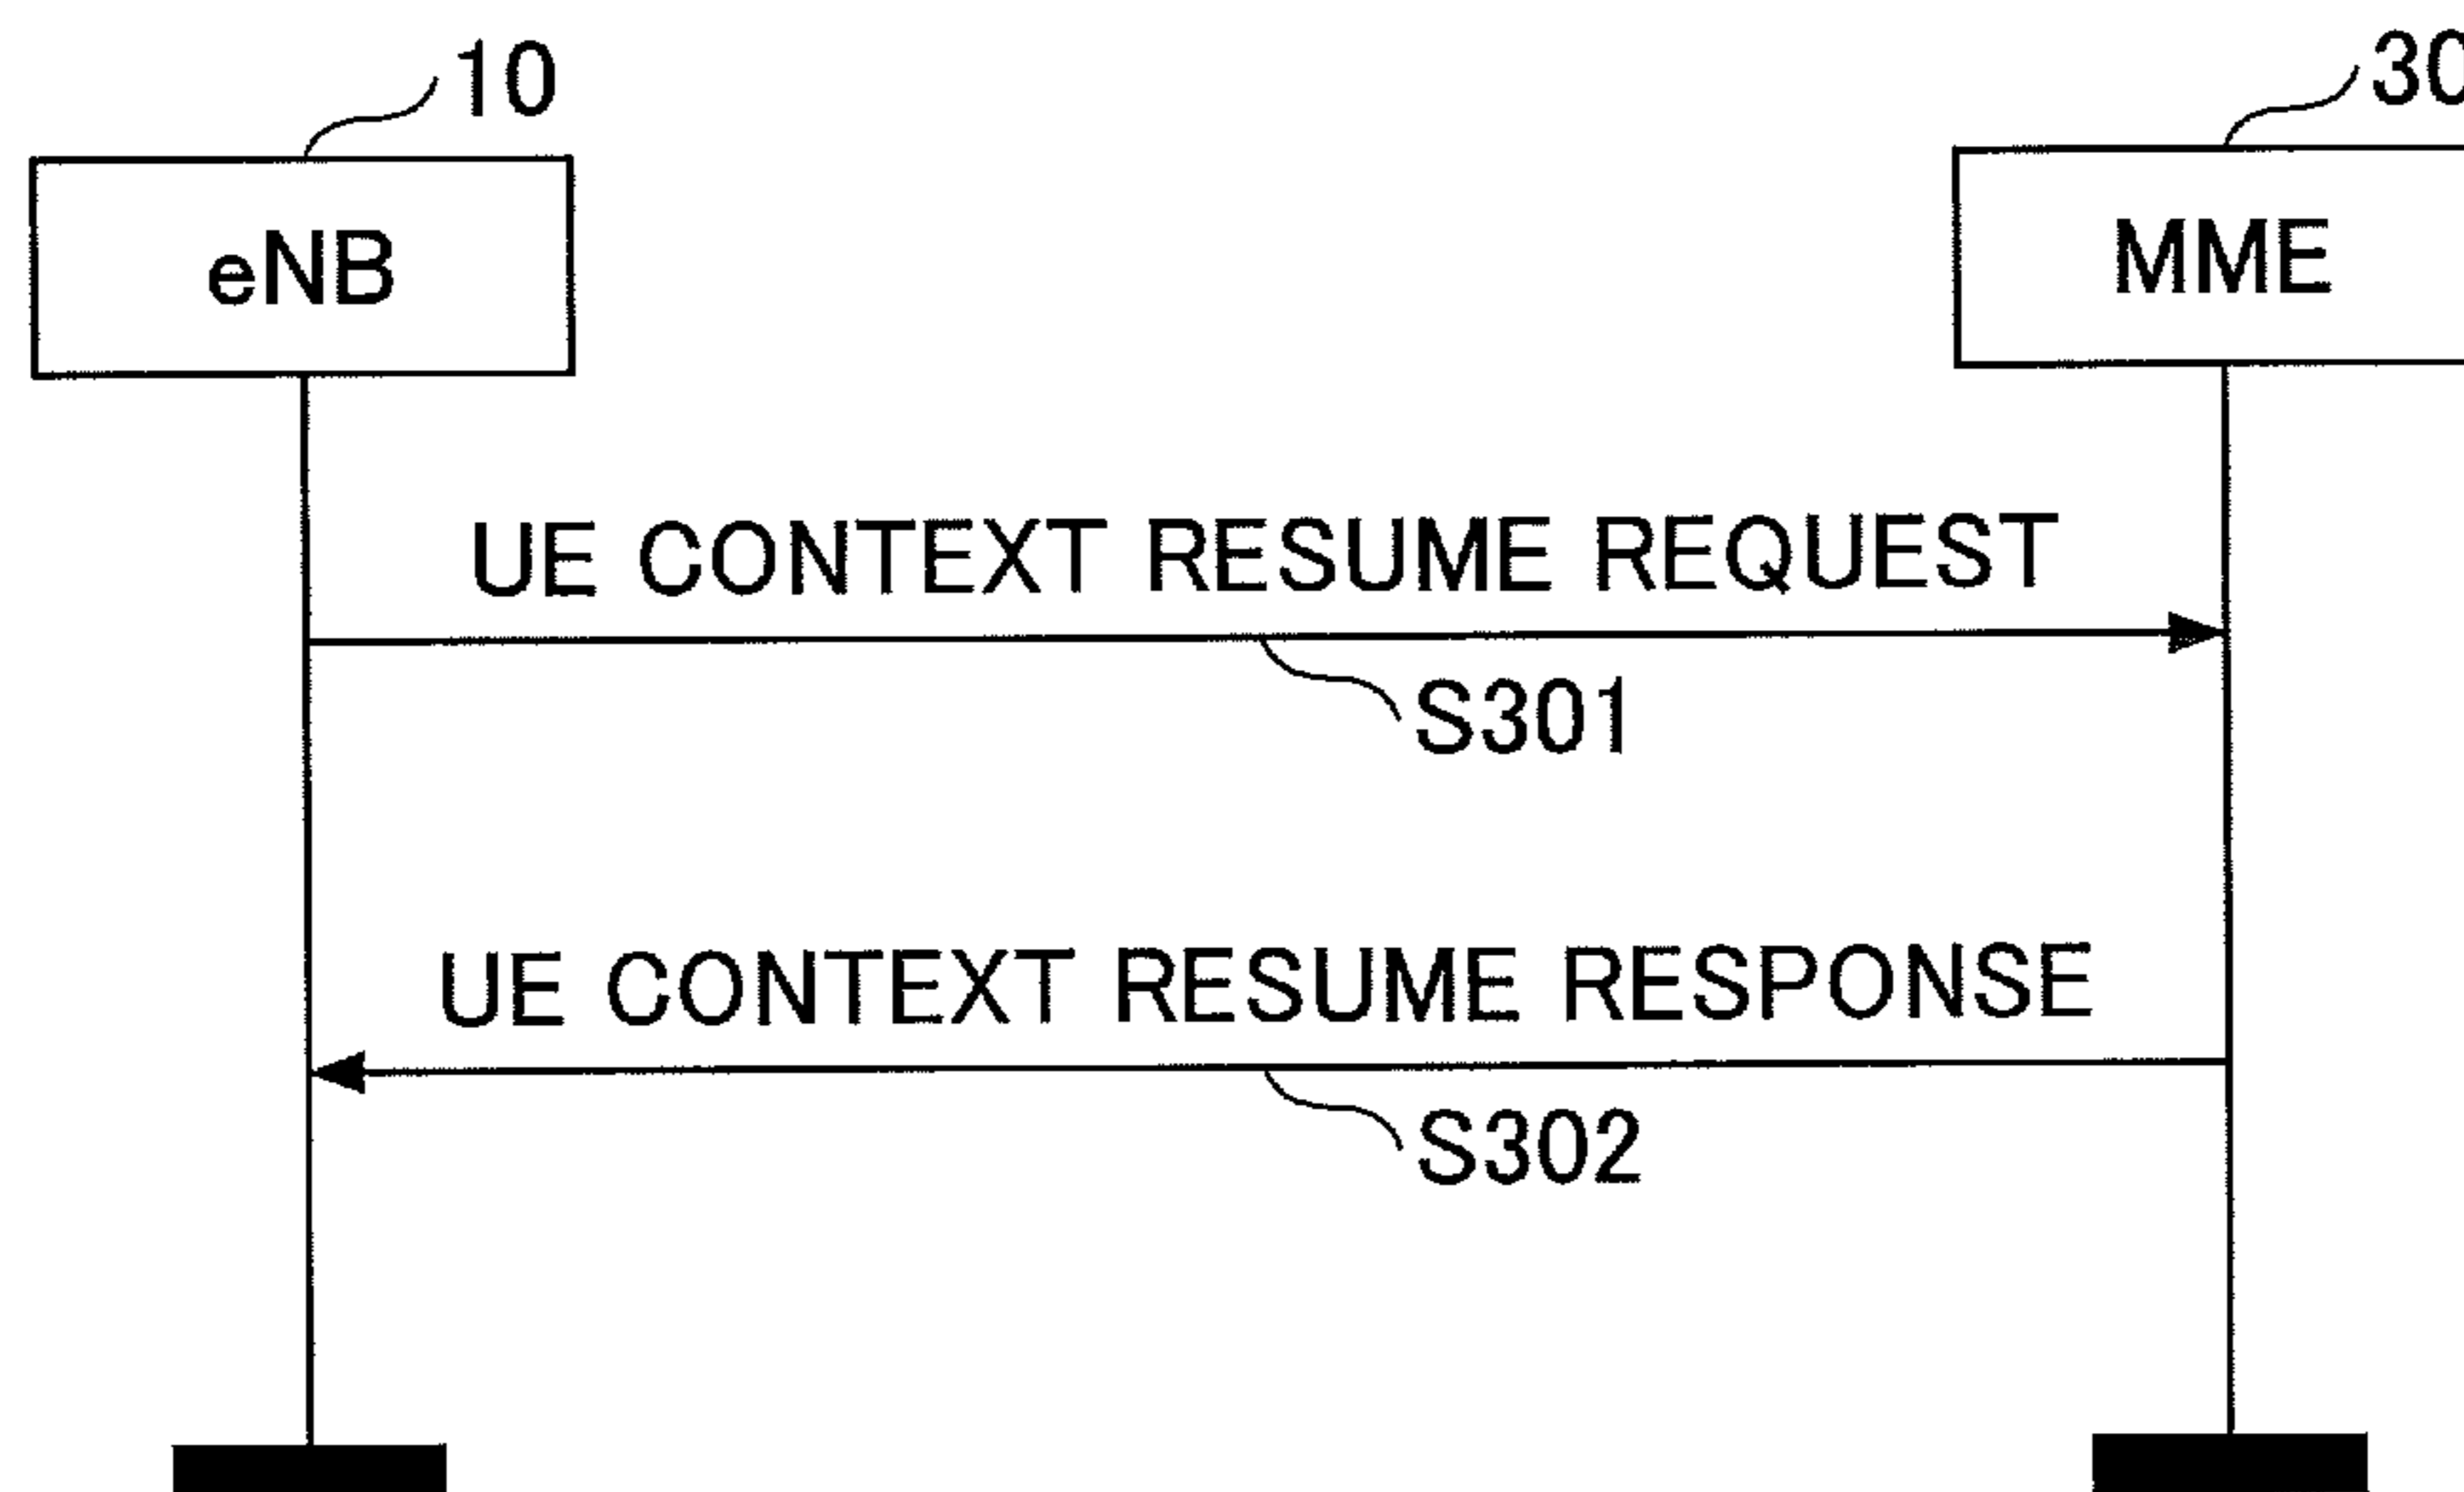 10
30
eNB
MME
UE CONTEXT RESUME REQUEST
S301
UE CONTEXT RESUME RESPONSE
S302